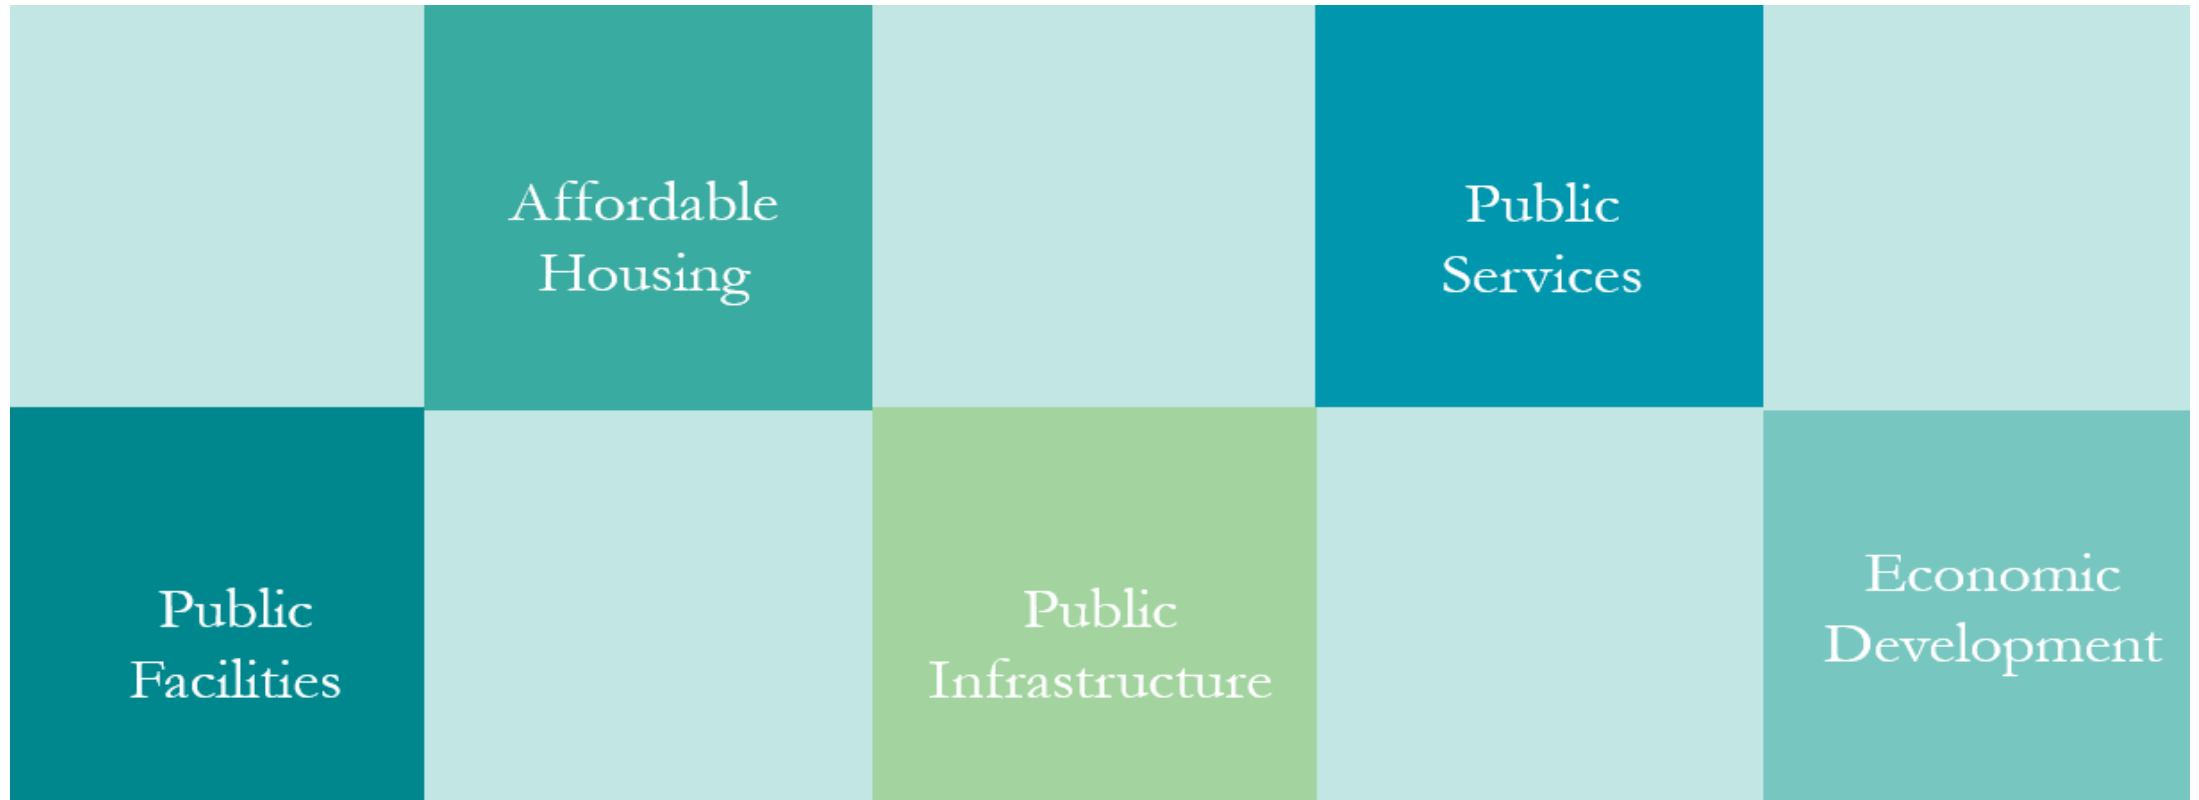 Affordable
Housing
Public
Services
Public
Facilities
Public
Infrastructure
Economic
Development